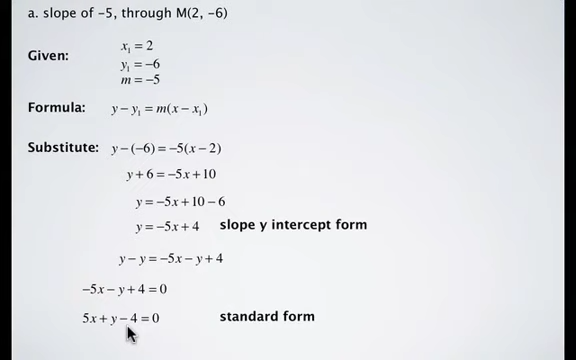 a. slope of -5, through M(2, -6)
x₁ = 2
Given:
y₁ = -6
m = -5
Formula: y - y₁ = m(x - x₁)
Substitute: y - (-6) = -5(x - 2)
y + 6 = -5x + 10
y = -5x + 10 - 6
y = -5x + 4 slope y intercept form
y - y = -5x - y + 4
-5x - y + 4 = 0
5x + y - 4 = 0 standard form